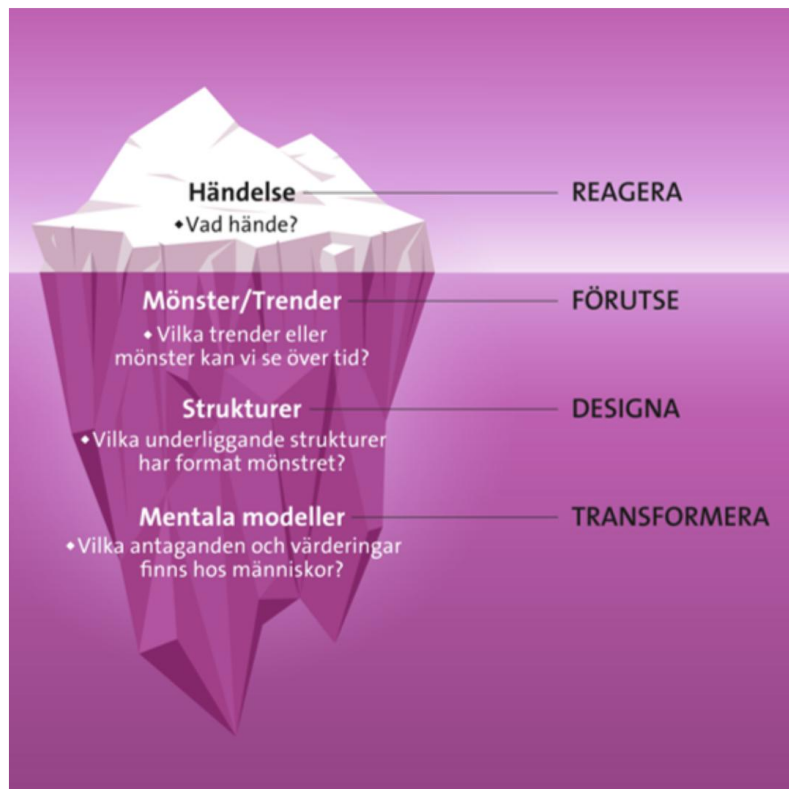 Händelse
REAGERA
◆Vad hände?
Mönster/Trender
FÖRUTSE
◆Vilka trender eller
mönster kan vi se över tid?
Strukturer
DESIGNA
◆Vilka underliggande strukturer
har format mönstret?
Mentala modeller
TRANSFORMERA
◆Vilka antaganden och värderingar
finns hos människor?